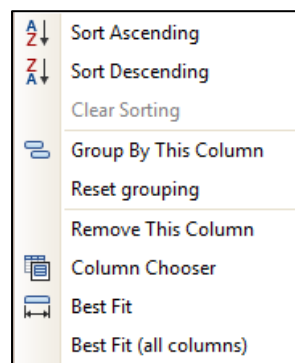 Sort Ascending
Sort Descending
Clear Sorting
Group By This Column
Reset grouping
Remove This Column
Column Chooser
Best Fit
Best Fit (all columns)